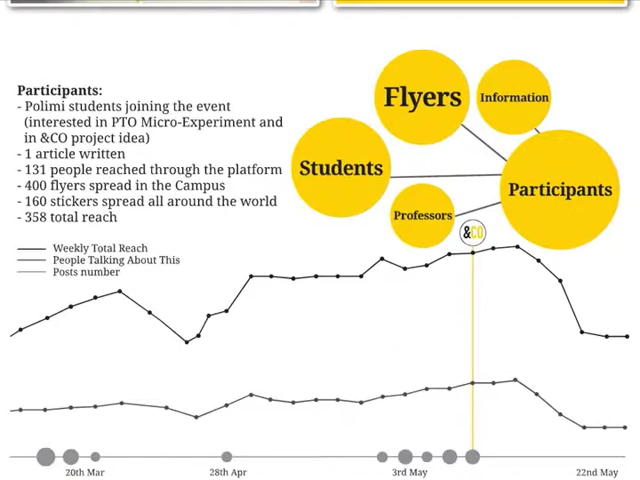 Participants:
- Polimi students joining the event
(interested in PTO Micro-Experiment and
in &CO project idea)
- 1 article written
- 131 people reached through the platform
- 400 flyers spread in the Campus
- 160 stickers spread all around the world
- 358 total reach
Flyers
Information
Students
Participants
Professors
&CO
Weekly Total Reach
People Talking About This
Posts number
20th Mar
28th Apr
3rd May
22nd May